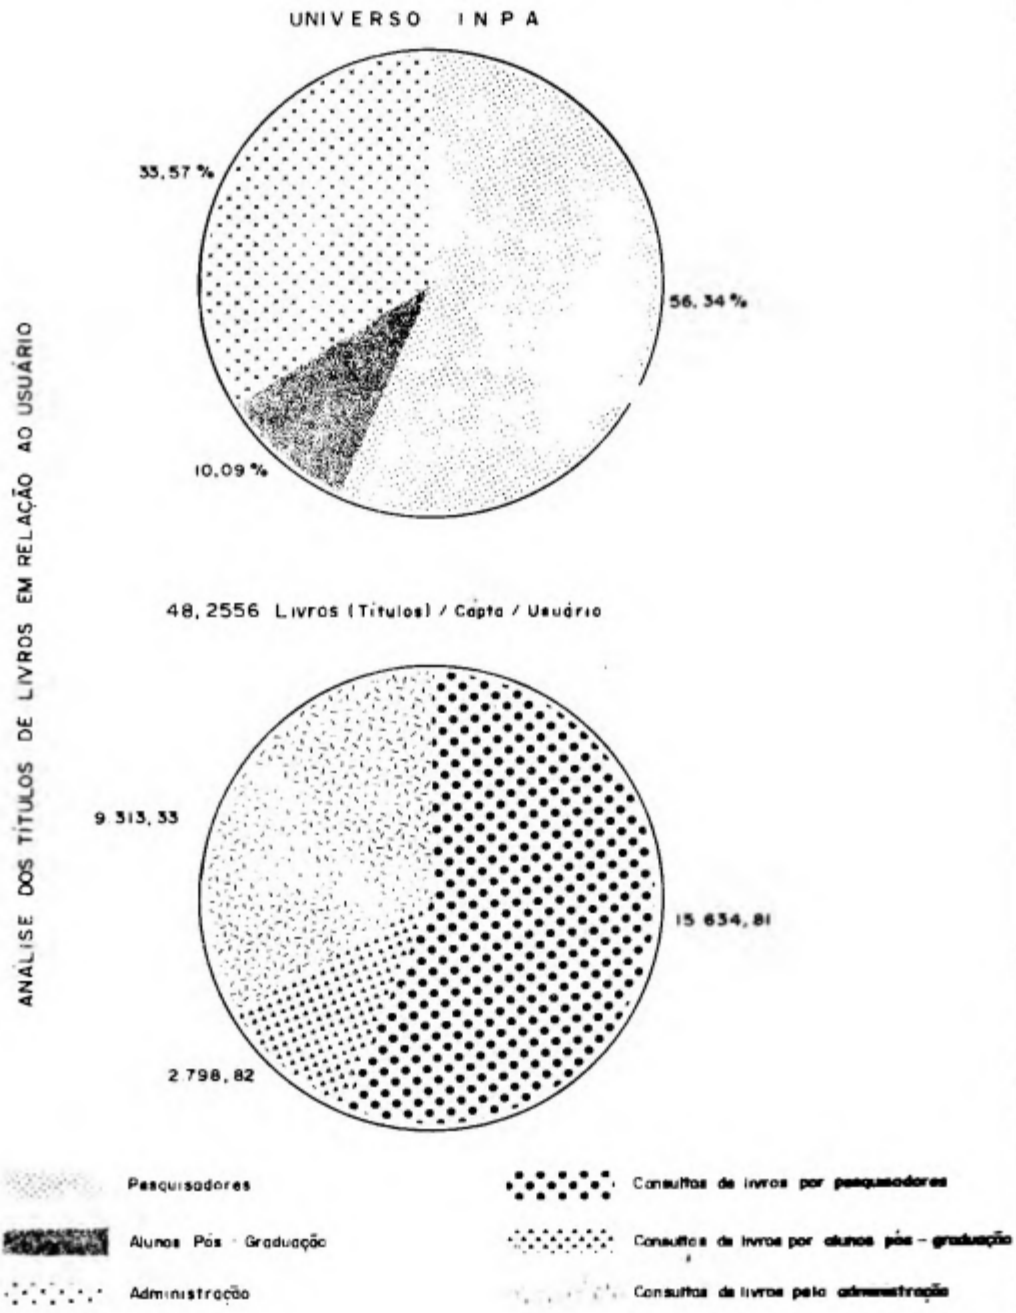 UNIVERSO INPA
33,57 %
56,34 %
10,09 %
ANÁLISE DOS TÍTULOS DE LIVROS EM RELAÇÃO AO USUÁRIO
48,2556 Livros (Títulos) / Cápta / Usuário
9 313,33
15 634,81
2.798,82
Pesquisadores
Consultas de livros por pesquisadores
Alunos Pós - Graduação
Consultas de livros por alunos pós - graduação
Administração
Consultas de livros pela administração